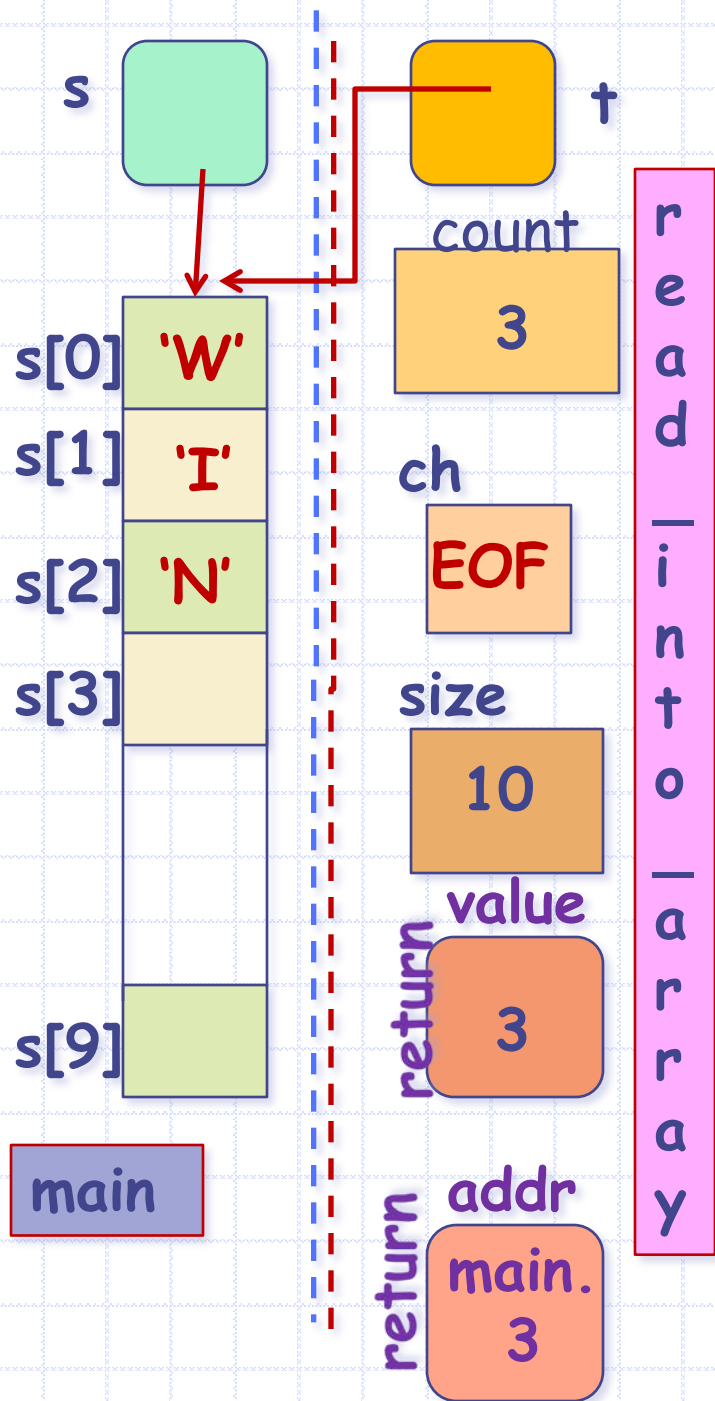 s
t
count
3
s[0]
'W'
s[1]
'I'
ch
EOF
s[2]
'N'
s[3]
size
10
value
return
3
s[9]
main
addr
return
main.
3
read_into_array